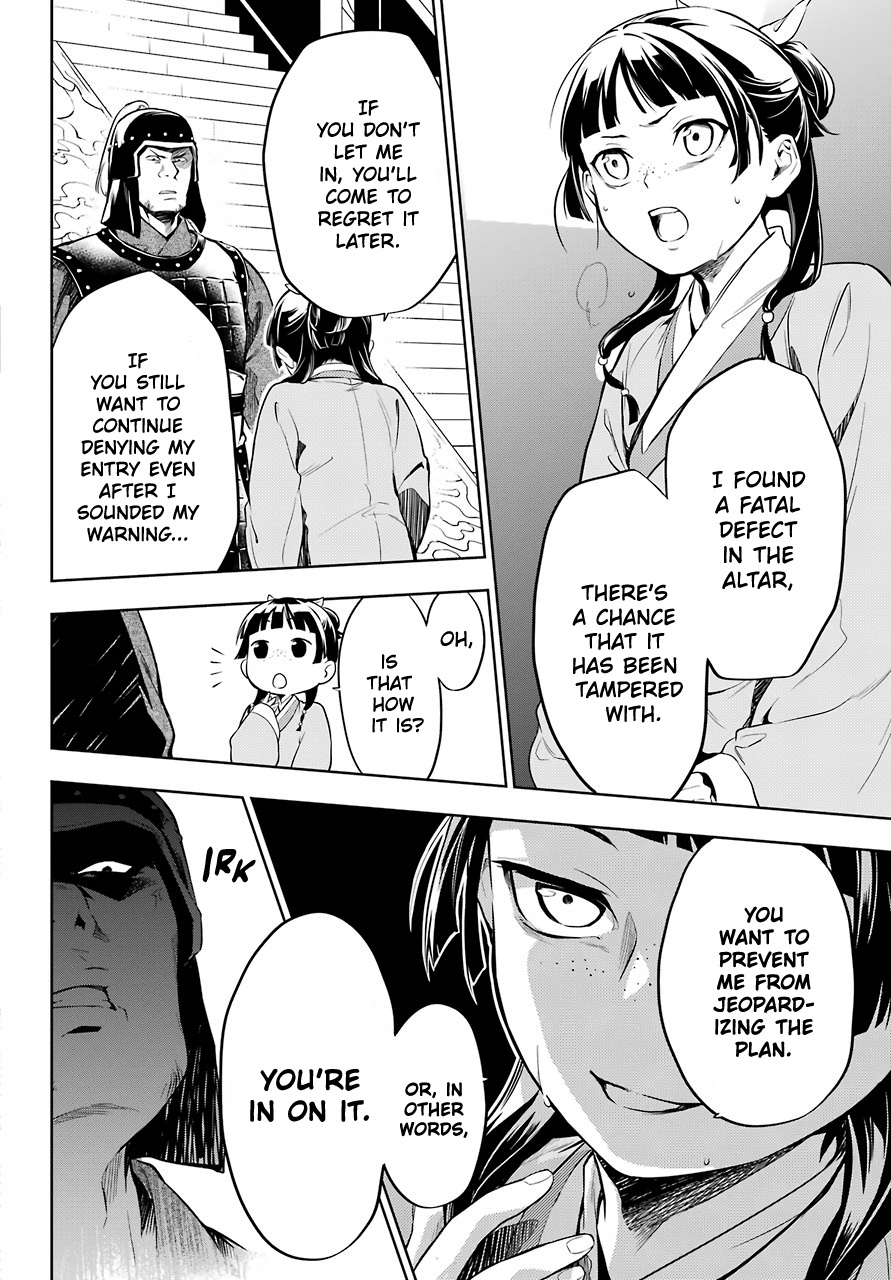 I FOUND
A FATAL
DEFECT
IN THE
ALTAR,
THERE'S
A CHANCE
THAT IT
HAS BEEN
TAMPERED
WITH.
IF
YOU DON'T
LET ME
IN, YOU'LL
COME TO
REGRET IT
LATER.
IF
YOU STILL
WANT TO
CONTINUE
DENYING MY
ENTRY EVEN
AFTER I
SOUNDED MY
WARNING...
OH,
IS
THAT
HOW
IT IS?
YOU
WANT TO
PREVENT
ME FROM
JEOPARD-
IZING THE
PLAN.
OR, IN
OTHER
WORDS,
YOU'RE
IN ON IT.
IRK